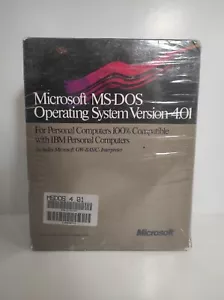 Microsoft MS-DOS
Operating System Version 4.01
For Personal Computers 100% Compatible
with IBM Personal Computers
Includes Microsoft GW-BASIC Interpreter
MSDOS 4 01
Microsoft